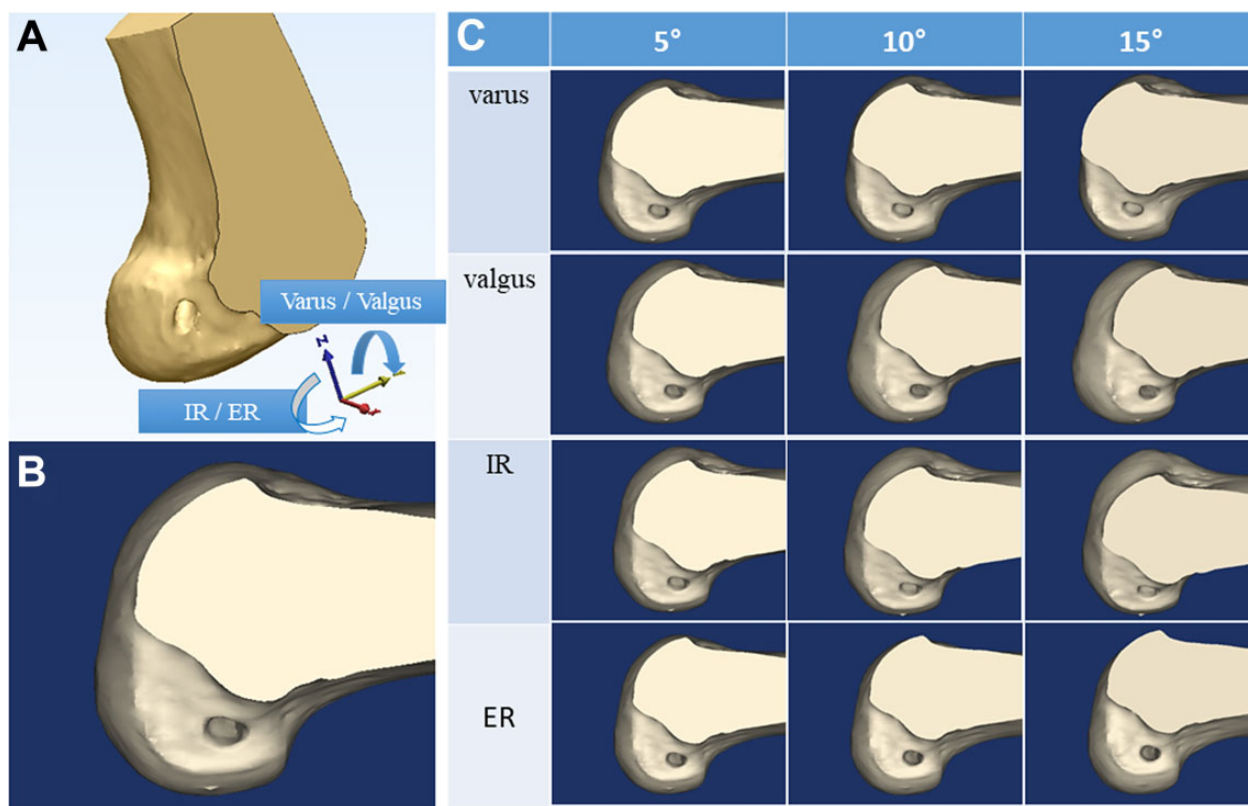 A
Varus / Valgus
Z
Y
X
IR / ER
B
C
5°
10°
15°
varus
valgus
IR
ER